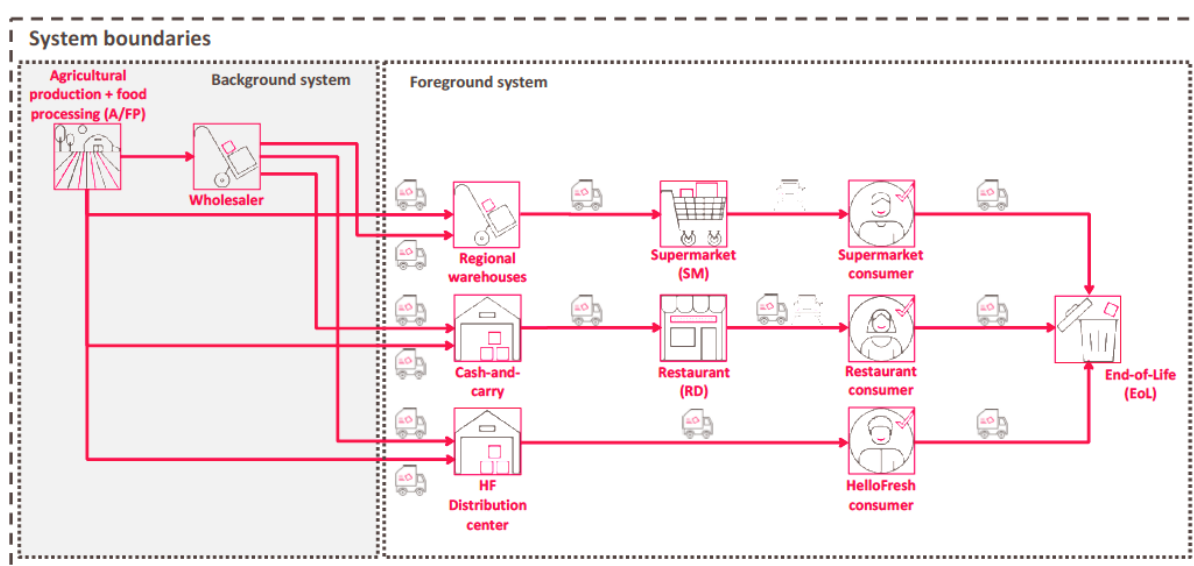 System boundaries
Agricultural
production + food
processing (A/FP)
Background system
Foreground system
Wholesaler
Regional
warehouses
Supermarket
(SM)
Supermarket
consumer
Cash-and-
carry
Restaurant
(RD)
Restaurant
consumer
End-of-Life
(EoL)
HF
Distribution
center
HelloFresh
consumer